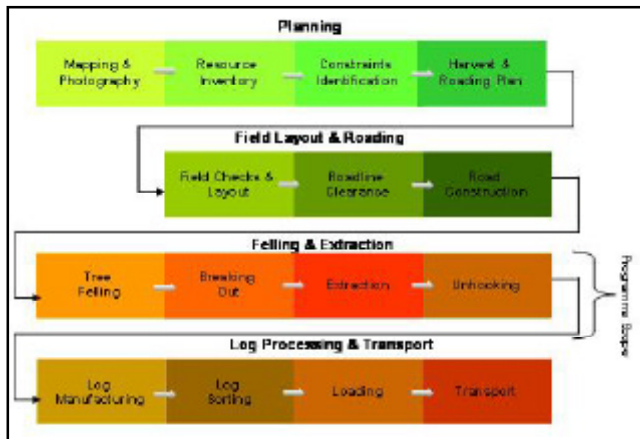 Planning
Mapping & Photography
Resource Inventory
Constraints Identification
Harvest & Roading Plan
Field Layout & Roading
Field Checks & Layout
Roadline Clearance
Road Construction
Felling & Extraction
Tree Felling
Breaking Out
Extraction
Unhooking
Programme Scope
Log Processing & Transport
Log Manufacturing
Log Sorting
Loading
Transport